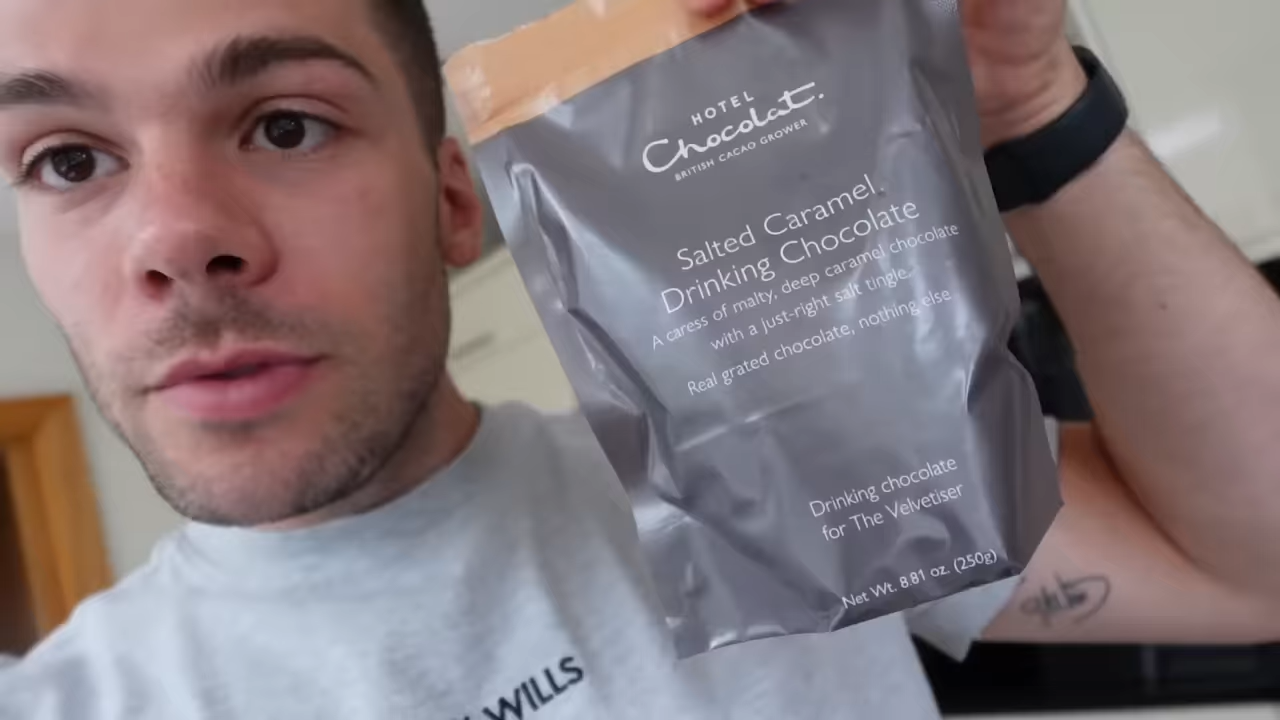 HOTEL
Chocolat.
BRITISH CACAO GROWER
Salted Caramel.
Drinking Chocolate
A caress of malty, deep caramel chocolate
with a just-right salt tingle.
Real grated chocolate, nothing else
Drinking chocolate
for The Velvetiser
Net Wt. 8.81 oz. (250g)
WILLS